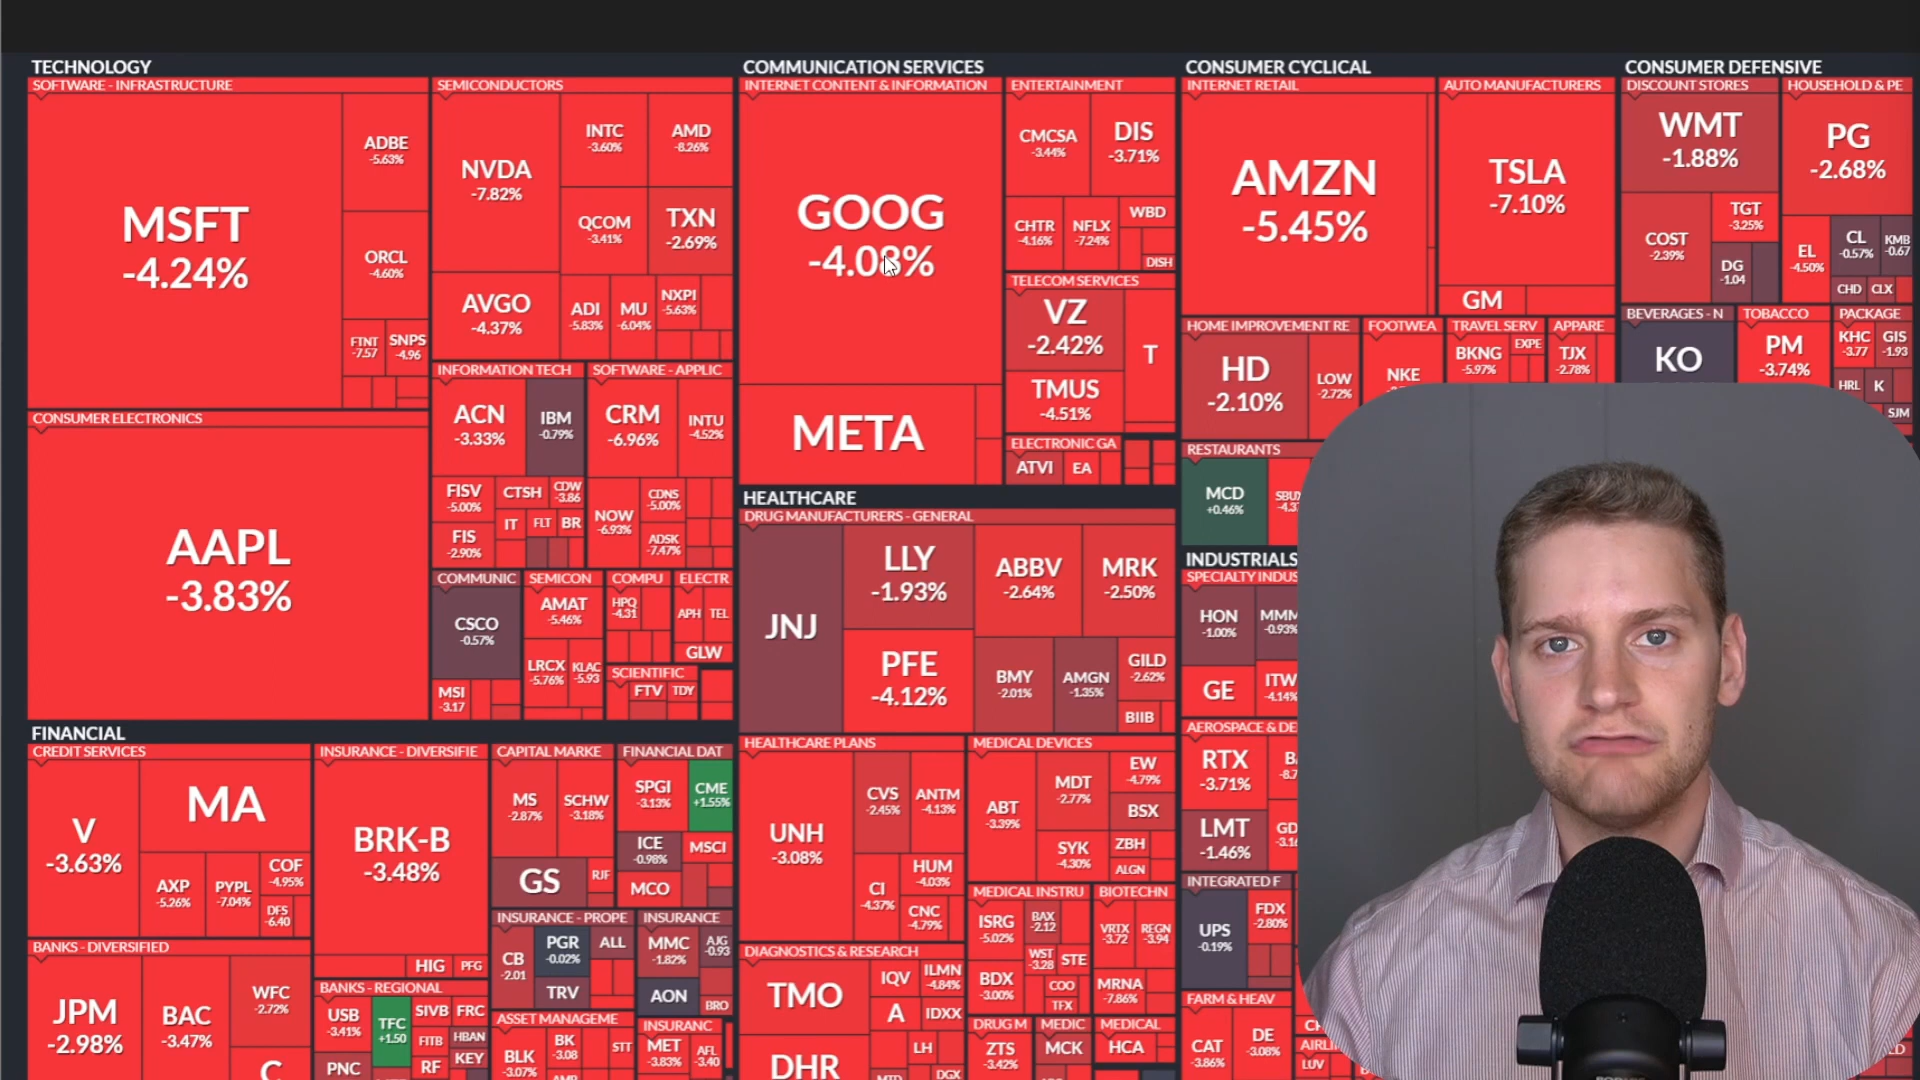 TECHNOLOGY
SOFTWARE - INFRASTRUCTURE
MSFT
-4.24%
ADBE
-5.63%
ORCL
-4.60%
FTNT
-7.57
SNPS
-4.96
CONSUMER ELECTRONICS
AAPL
-3.83%
SEMICONDUCTORS
NVDA
-7.82%
INTC
-3.60%
AMD
-8.26%
QCOM
-3.41%
TXN
-2.69%
AVGO
-4.37%
ADI
-5.83%
MU
-6.04%
NXPI
-5.63%
INFORMATION TECH
ACN
-3.33%
IBM
-0.79%
FISV
-5.00%
CTSH
CDW
-3.86
FIS
-2.90%
IT
FLT
BR
SOFTWARE - APPLIC
CRM
-6.96%
INTU
-4.52%
NOW
-6.93%
CDNS
-5.00%
ADSK
-7.47%
COMMUNIC
CSCO
-0.57%
MSI
-3.17
SEMICON
AMAT
-5.46%
LRCX
-5.76%
KLAC
-5.93
COMPU
HPQ
-4.31
ELECTR
APH
TEL
GLW
SCIENTIFIC
FTV
TDY
FINANCIAL
CREDIT SERVICES
V
-3.63%
MA
AXP
-5.26%
PYPL
-7.04%
COF
-4.95%
DFS
-6.40
BANKS - DIVERSIFIED
JPM
-2.98%
BAC
-3.47%
WFC
-2.72%
C
INSURANCE - DIVERSIFIE
BRK-B
-3.48%
HIG
PFG
BANKS - REGIONAL
USB
-3.41%
TFC
+1.50
SIVB
FRC
FITB
HBAN
PNC
RF
KEY
CAPITAL MARKE
MS
-2.87%
SCHW
-3.18%
GS
RJF
FINANCIAL DAT
SPGI
-3.13%
CME
+1.55%
ICE
-0.98%
MSCI
MCO
INSURANCE - PROPE
CB
-2.01
PGR
-0.02%
ALL
TRV
INSURANCE
MMC
-1.82%
AJG
-0.93
AON
BRO
ASSET MANAGEME
BLK
-3.07%
BK
-3.08
STT
INSURANC
MET
-3.83%
AFL
-3.40
COMMUNICATION SERVICES
INTERNET CONTENT & INFORMATION
GOOG
-4.08%
META
ENTERTAINMENT
CMCSA
-3.44%
DIS
-3.71%
CHTR
-4.16%
NFLX
-7.24%
WBD
DISH
TELECOM SERVICES
VZ
-2.42%
T
TMUS
-4.51%
ELECTRONIC GA
ATVI
EA
HEALTHCARE
DRUG MANUFACTURERS - GENERAL
JNJ
LLY
-1.93%
ABBV
-2.64%
MRK
-2.50%
PFE
-4.12%
BMY
-2.01%
AMGN
-1.35%
GILD
-2.62%
BIIB
HEALTHCARE PLANS
UNH
-3.08%
CVS
-2.45%
ANTM
-4.13%
CI
-4.37%
HUM
-4.03%
CNC
-4.79%
MEDICAL DEVICES
ABT
-3.39%
MDT
-2.77%
EW
-4.79%
BSX
SYK
-4.30%
ZBH
ALGN
MEDICAL INSTRU
ISRG
-5.02%
BAX
-2.12
WST
-3.28
STE
BDX
-3.00%
COO
TFX
BIOTECHN
VRTX
-3.72
REGN
-3.94
MRNA
-7.86%
DIAGNOSTICS & RESEARCH
TMO
IQV
ILMN
-4.84%
A
IDXX
DHR
LH
MTD
DGX
DRUG M
ZTS
-3.42%
MEDIC
MCK
MEDICAL
HCA
CONSUMER CYCLICAL
INTERNET RETAIL
AMZN
-5.45%
AUTO MANUFACTURERS
TSLA
-7.10%
GM
HOME IMPROVEMENT RE
HD
-2.10%
LOW
-2.72%
FOOTWEA
NKE
TRAVEL SERV
BKNG
-5.97%
EXPE
APPARE
TJX
-2.78%
RESTAURANTS
MCD
+0.46%
SBU
-4.3
INDUSTRIALS
SPECIALTY INDUS
HON
-1.00%
MMM
-0.93%
GE
ITW
-4.14%
AEROSPACE & DE
RTX
-3.71%
B
-8.7
LMT
-1.46%
GD
-3.16
INTEGRATED F
UPS
-0.19%
FDX
-2.80%
FARM & HEAV
CAT
-3.86%
DE
-3.08%
AIRLI
LUV
CONSUMER DEFENSIVE
DISCOUNT STORES
WMT
-1.88%
COST
-2.39%
TGT
-3.25%
DG
-1.04
HOUSEHOLD & PE
PG
-2.68%
EL
-4.50%
CL
-0.57%
KMB
-0.67
CHD
CLX
BEVERAGES - N
KO
TOBACCO
PM
-3.74%
PACKAGE
KHC
-3.77
GIS
-1.93
HRL
K
SJM